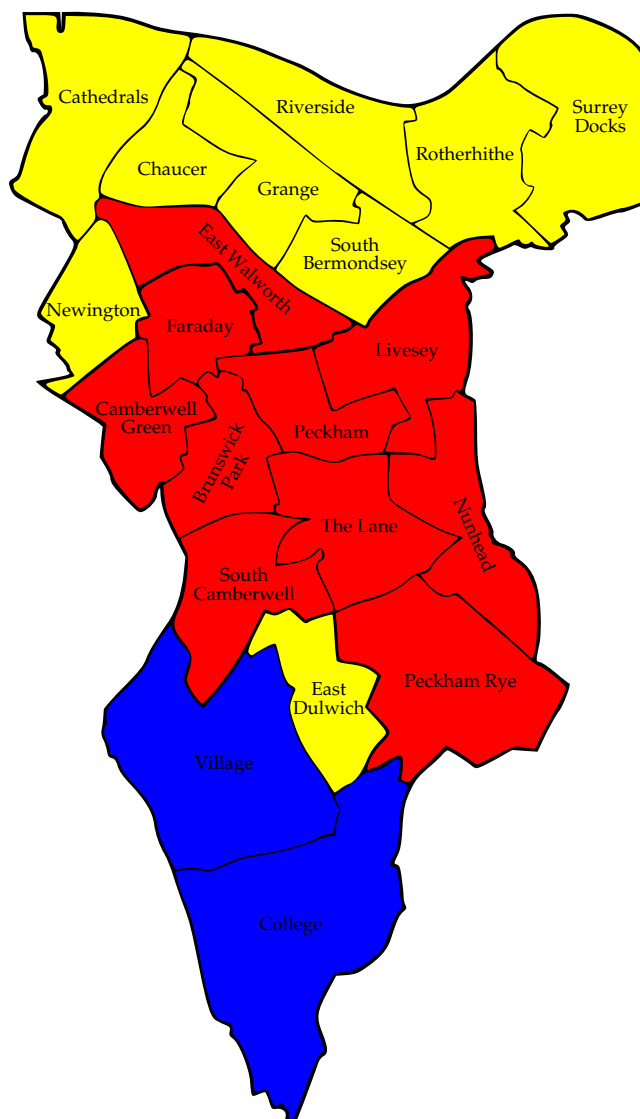 Cathedrals
Riverside
Surrey
Docks
Rotherhithe
Chaucer
Grange
South
Bermondsey
East Walworth
Newington
Faraday
Livesey
Camberwell
Green
Peckham
Brunswick
Park
The Lane
Nunhead
South
Camberwell
East
Dulwich
Peckham Rye
Village
College